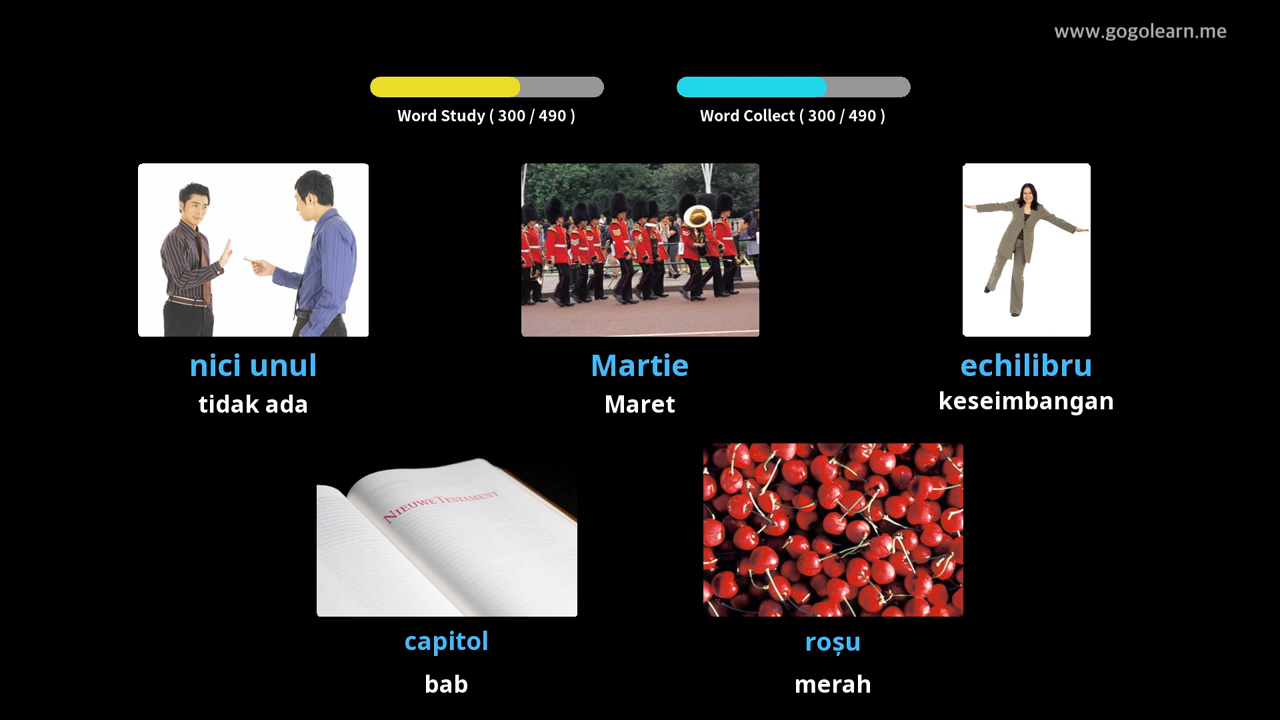 www.gogolearn.me
Word Study ( 300 / 490 )
Word Collect ( 300 / 490 )
nici unul
tidak ada
Martie
Maret
echilibru
keseimbangan
NIEUWE TESTAMENT
capitol
bab
roșu
merah